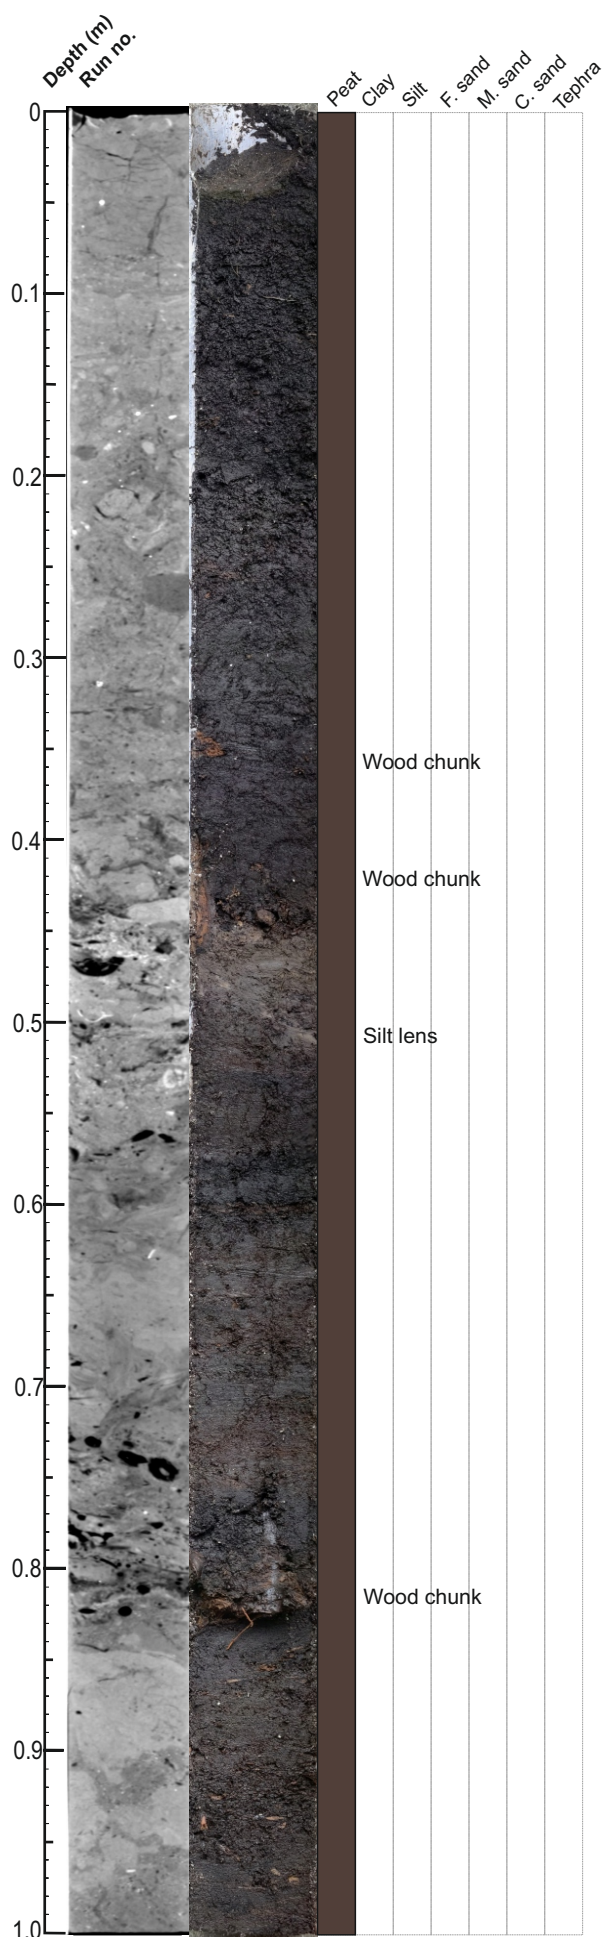 Depth (m)
Run no.
Peat
Clay
Silt
F. sand
M. sand
C. sand
Tephra
0
0.1
0.2
0.3
Wood chunk
0.4
Wood chunk
0.5
Silt lens
0.6
0.7
0.8
Wood chunk
0.9
1.0